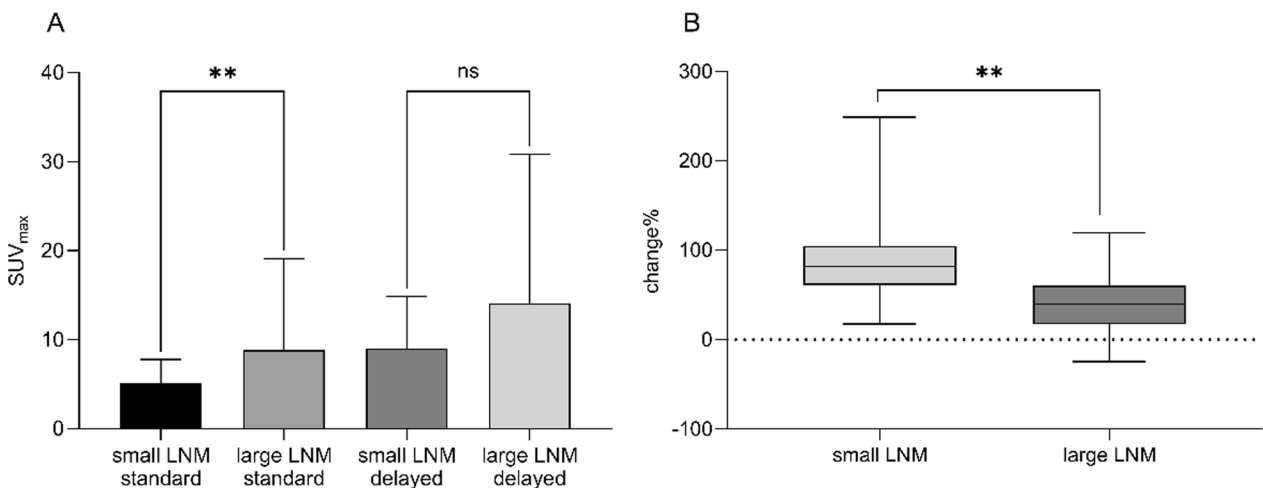 A
B
**
ns
**
SUVmax
40
30
20
10
0
small LNM
standard
large LNM
standard
small LNM
delayed
large LNM
delayed
change%
300
200
100
0
-100
small LNM
large LNM